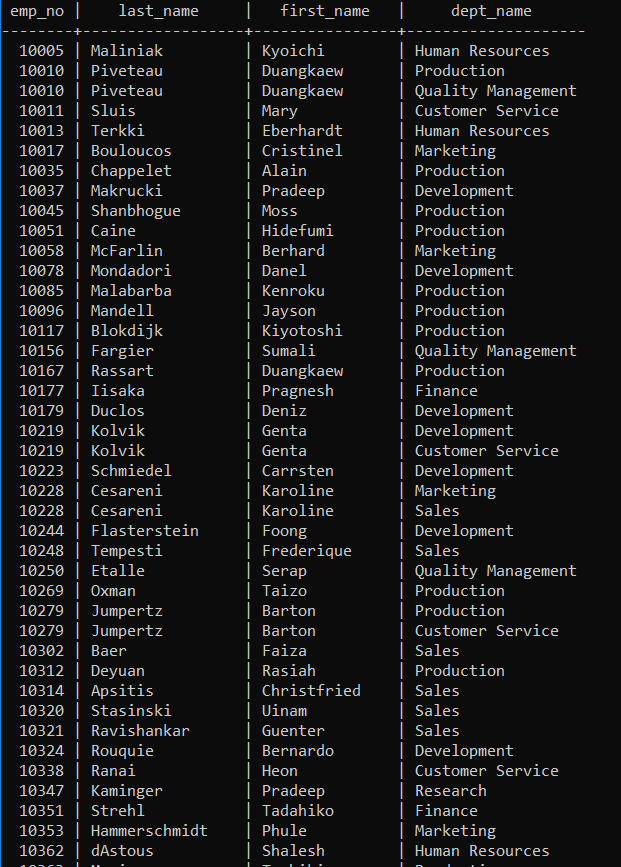 emp_no |    last_name     |   first_name   |     dept_name
--------+------------------+----------------+--------------------
  10005 | Maliniak         | Kyoichi        | Human Resources
  10010 | Piveteau         | Duangkaew      | Production
  10010 | Piveteau         | Duangkaew      | Quality Management
  10011 | Sluis            | Mary           | Customer Service
  10013 | Terkki           | Eberhardt      | Human Resources
  10017 | Bouloucos        | Cristinel      | Marketing
  10035 | Chappelet        | Alain          | Production
  10037 | Makrucki         | Pradeep        | Development
  10045 | Shanbhogue       | Moss           | Production
  10051 | Caine            | Hidefumi       | Production
  10058 | McFarlin         | Berhard        | Marketing
  10078 | Mondadori        | Danel          | Development
  10085 | Malabarba        | Kenroku        | Production
  10096 | Mandell          | Jayson         | Production
  10117 | Blokdijk         | Kiyotoshi      | Production
  10156 | Fargier          | Sumali         | Quality Management
  10167 | Rassart          | Duangkaew      | Production
  10177 | Iisaka           | Pragnesh       | Finance
  10179 | Duclos           | Deniz          | Development
  10219 | Kolvik           | Genta          | Development
  10219 | Kolvik           | Genta          | Customer Service
  10223 | Schmiedel        | Carrsten       | Development
  10228 | Cesareni         | Karoline       | Marketing
  10228 | Cesareni         | Karoline       | Sales
  10244 | Flasterstein     | Foong          | Development
  10248 | Tempesti         | Frederique     | Sales
  10250 | Etalle           | Serap          | Quality Management
  10269 | Oxman            | Taizo          | Production
  10279 | Jumpertz         | Barton         | Production
  10279 | Jumpertz         | Barton         | Customer Service
  10302 | Baer             | Faiza          | Sales
  10312 | Deyuan           | Rasiah         | Production
  10314 | Apsitis          | Christfried    | Sales
  10320 | Stasinski        | Uinam          | Sales
  10321 | Ravishankar      | Guenter        | Sales
  10324 | Rouquie          | Bernardo       | Development
  10338 | Ranai            | Heon           | Customer Service
  10347 | Kaminger         | Pradeep        | Research
  10351 | Strehl           | Tadahiko       | Finance
  10353 | Hammerschmidt    | Phule          | Marketing
  10362 | dAstous          | Shalesh        | Human Resources